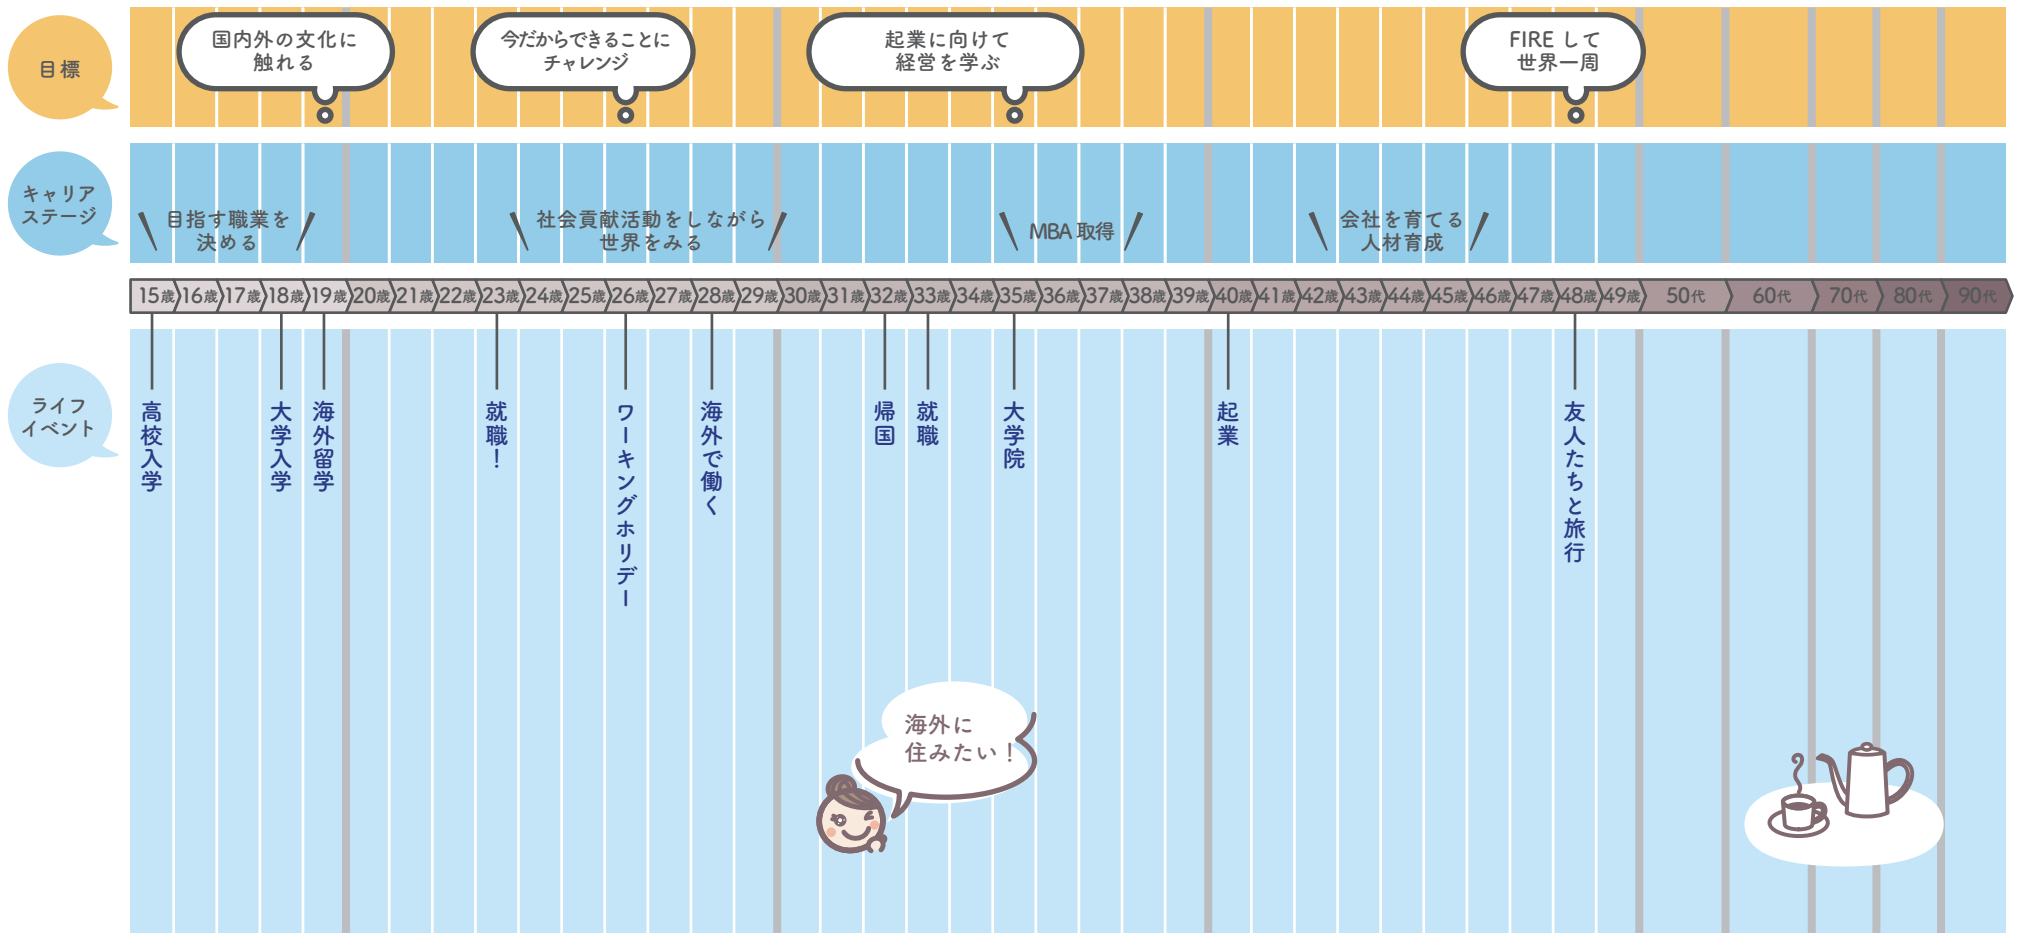 目標
国内外の文化に
触れる
今だからできることに
チャレンジ
起業に向けて
経営を学ぶ
FIRE して
世界一周
キャリア
ステージ
目指す職業を
決める
社会貢献活動をしながら
世界をみる
MBA 取得
会社を育てる
人材育成
15歳 16歳 17歳 18歳 19歳 20歳 21歳 22歳 23歳 24歳 25歳 26歳 27歳 28歳 29歳 30歳 31歳 32歳 33歳 34歳 35歳 36歳 37歳 38歳 39歳 40歳 41歳 42歳 43歳 44歳 45歳 46歳 47歳 48歳 49歳 50代 60代 70代 80代 90代
ライフ
イベント
高校入学
大学入学
海外留学
就職！
ワーキングホリデー
海外で働く
帰国
就職
大学院
起業
友人たちと旅行
海外に
住みたい！